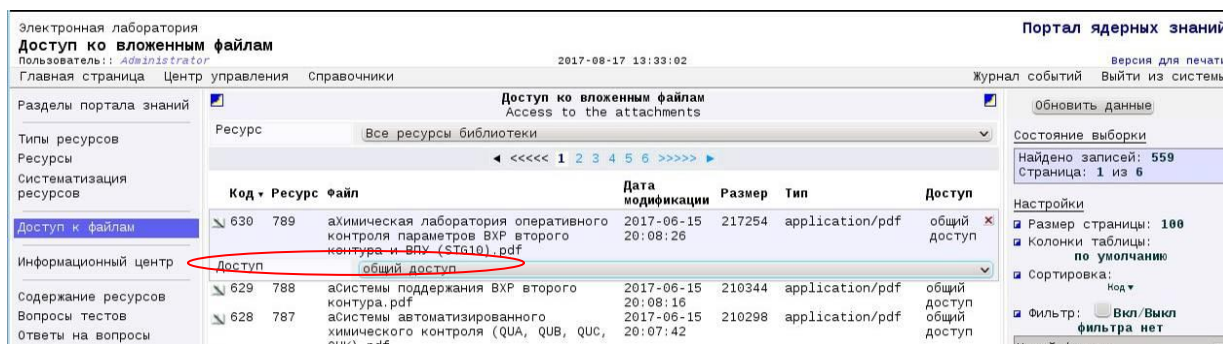 Электронная лаборатория
Портал ядерных знаний
Доступ ко вложенным файлам
Пользователь:: Administrator
2017-08-17 13:33:02
Версия для печати
Главная страница Центр управления Справочники
Журнал событий Выйти из системы
Разделы портала знаний
Типы ресурсов
Ресурсы
Систематизация
ресурсов
Доступ к файлам
Информационный центр
Содержание ресурсов
Вопросы тестов
Ответы на вопросы
Доступ ко вложенным файлам
Access to the attachments
Ресурс Все ресурсы библиотеки
◄ <<<<< 1 2 3 4 5 6 >>>>> ►
Код ▾ Ресурс Файл Дата модификации Размер Тип Доступ
630 789 аХимическая лаборатория оперативного 2017-06-15 217254 application/pdf общий
контроля параметров ВХР второго 20:08:26 доступ
контура и ВПУ (STG10).pdf
Доступ общий доступ
629 788 аСистемы поддержания ВХР второго 2017-06-15 210344 application/pdf общий
контура.pdf 20:08:16 доступ
628 787 аСистемы автоматизированного 2017-06-15 210298 application/pdf общий
химического контроля (QUA, QUB, QUC, 20:07:42 доступ
Обновить данные
Состояние выборки
Найдено записей: 559
Страница: 1 из 6
Настройки
Размер страницы: 100
Колонки таблицы:
по умолчанию
Сортировка:
Код ▾
Фильтр: Вкл/Выкл
фильтра нет